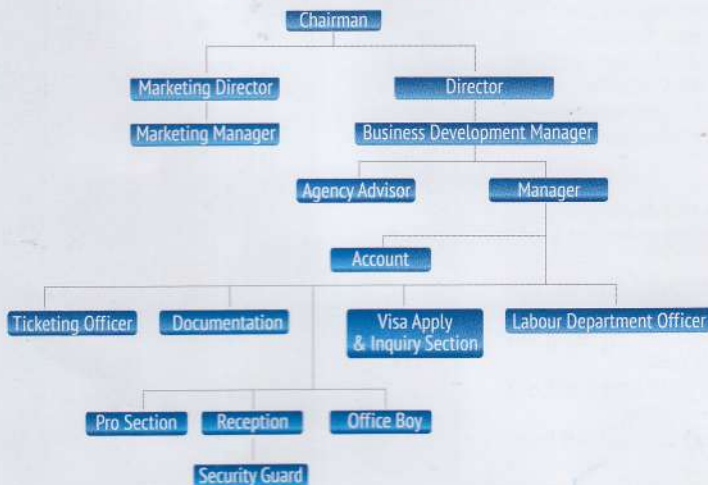 Chairman
Marketing Director
Director
Marketing Manager
Business Development Manager
Agency Advisor
Manager
Account
Ticketing Officer
Documentation
Visa Apply
& Inquiry Section
Labour Department Officer
Pro Section
Reception
Office Boy
Security Guard